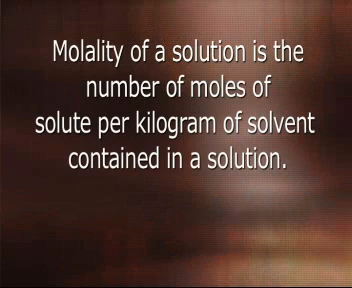 Molality of a solution is the
number of moles of
solute per kilogram of solvent
contained in a solution.